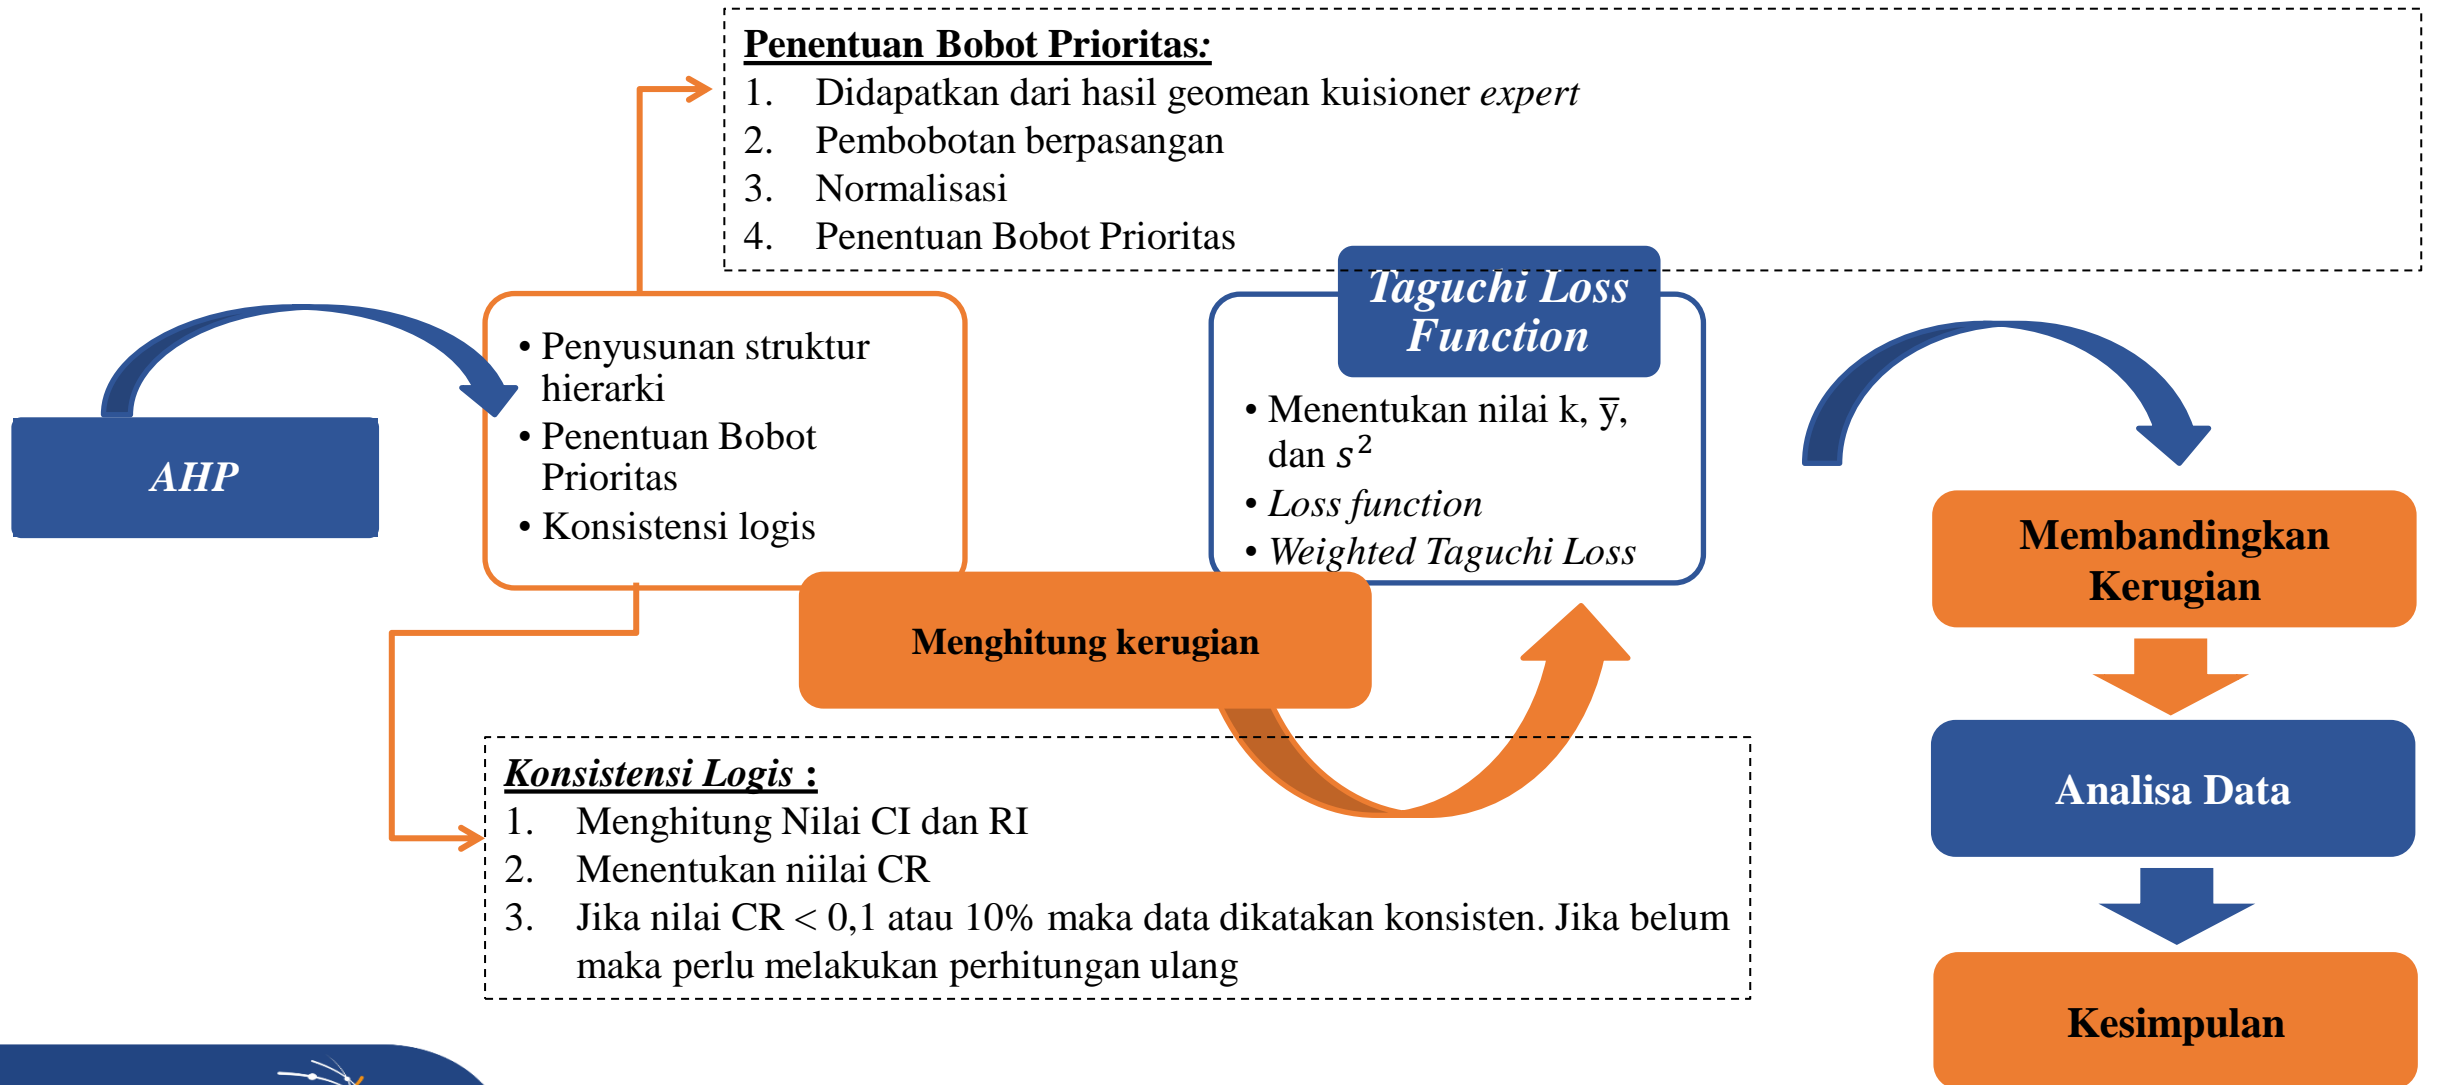 Penentuan Bobot Prioritas:
1. Didapatkan dari hasil geomean kuisioner expert
2. Pembobotan berpasangan
3. Normalisasi
4. Penentuan Bobot Prioritas
AHP
• Penyusunan struktur
hierarki
• Penentuan Bobot
Prioritas
• Konsistensi logis
Menghitung kerugian
Taguchi Loss
Function
• Menentukan nilai k, y̅,
dan s²
• Loss function
• Weighted Taguchi Loss
Konsistensi Logis :
1. Menghitung Nilai CI dan RI
2. Menentukan niilai CR
3. Jika nilai CR < 0,1 atau 10% maka data dikatakan konsisten. Jika belum
maka perlu melakukan perhitungan ulang
Membandingkan
Kerugian
Analisa Data
Kesimpulan